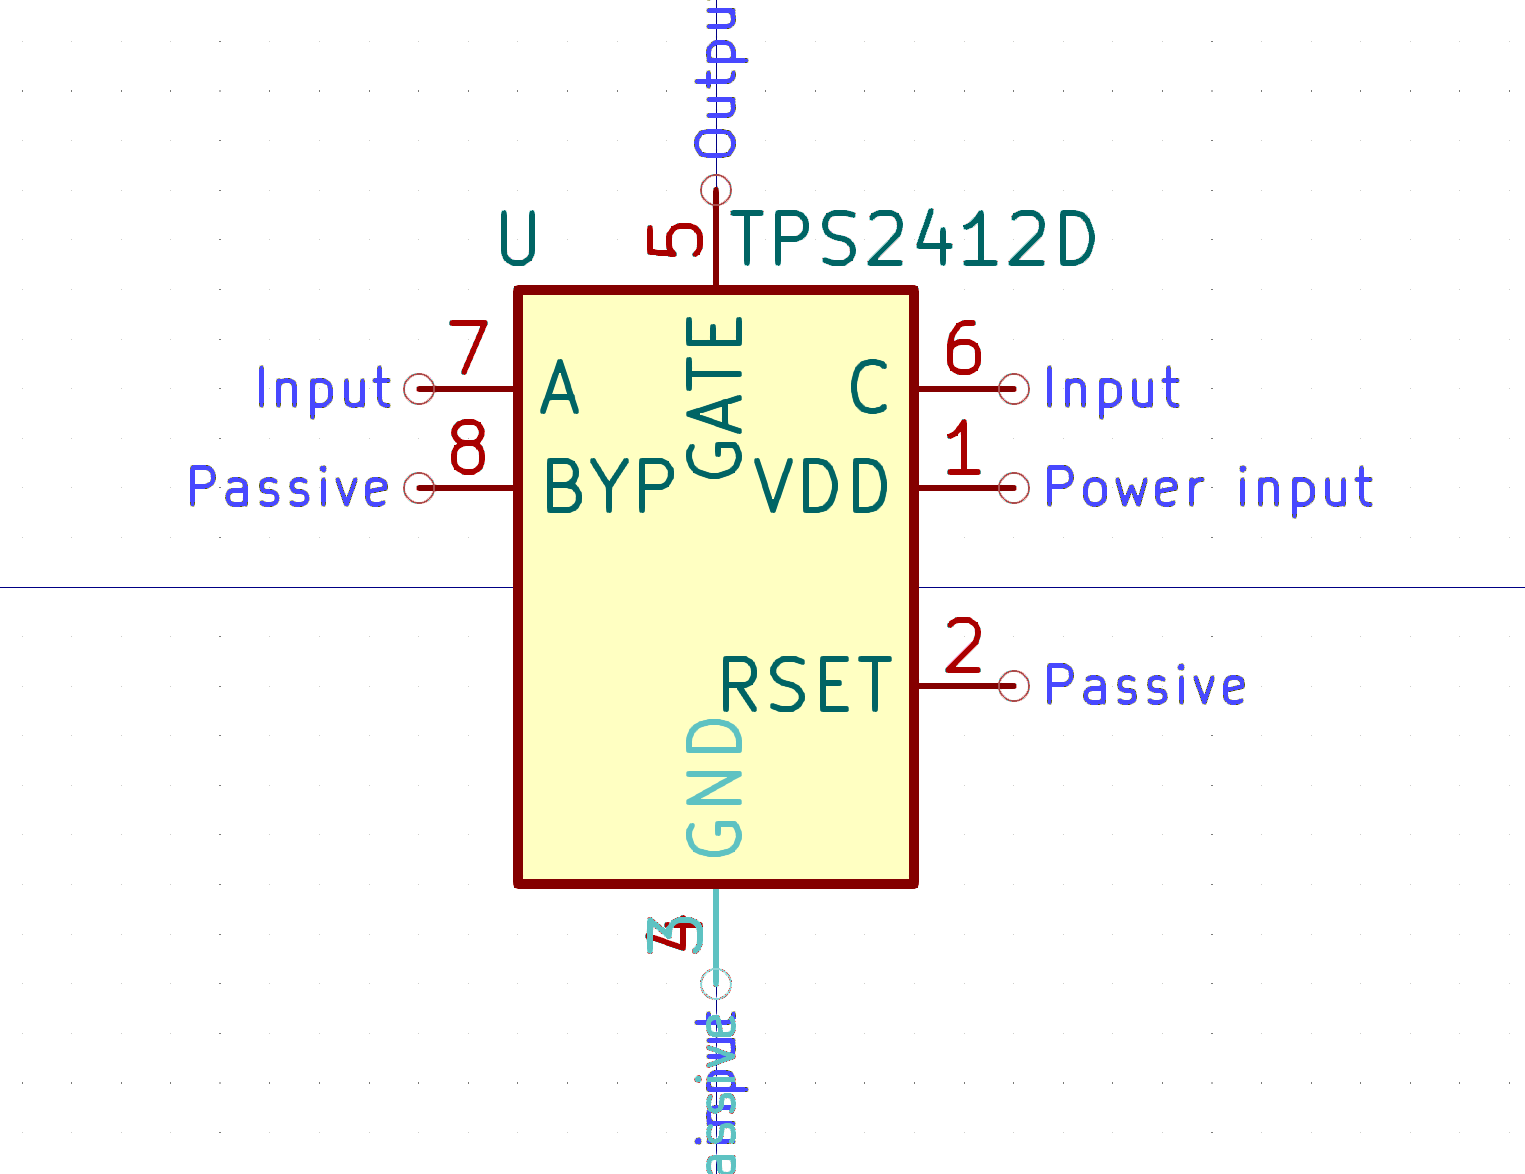 Outpu
U
5
TPS2412D
7
6
Input
A
GATE
C
Input
8
1
Passive
BYP
VDD
Power input
2
RSET
Passive
GND
3
4